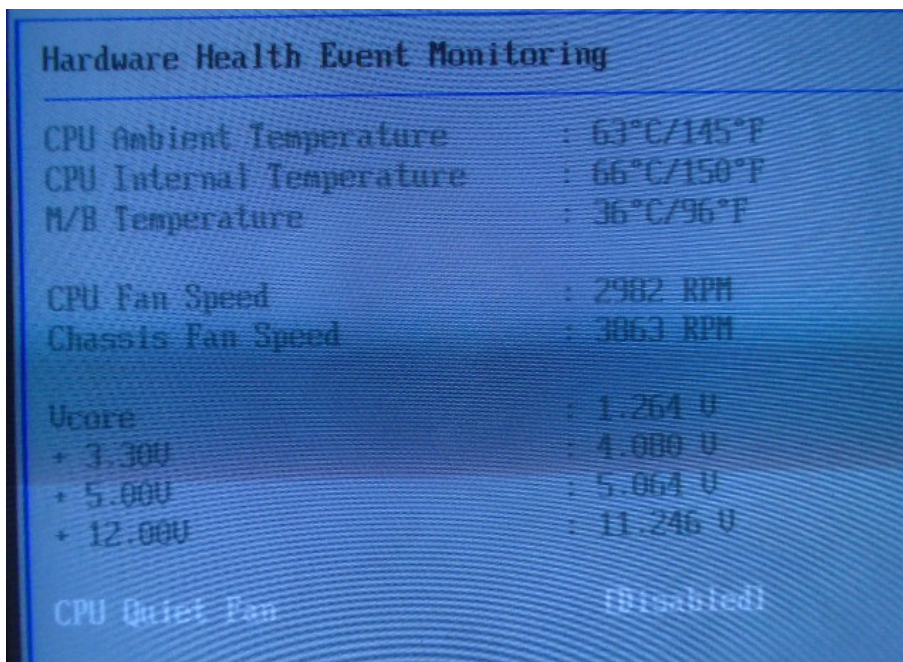 Hardware Health Event Monitoring
CPU Ambient Temperature : 63°C/145°F
CPU Internal Temperature : 66°C/150°F
M/B Temperature : 36°C/96°F
CPU Fan Speed : 2982 RPM
Chassis Fan Speed : 3063 RPM
Vcore : 1.264 V
+ 3.30V : 4.080 V
+ 5.00V : 5.064 V
+ 12.00V : 11.246 V
CPU Quiet Fan [Disabled]